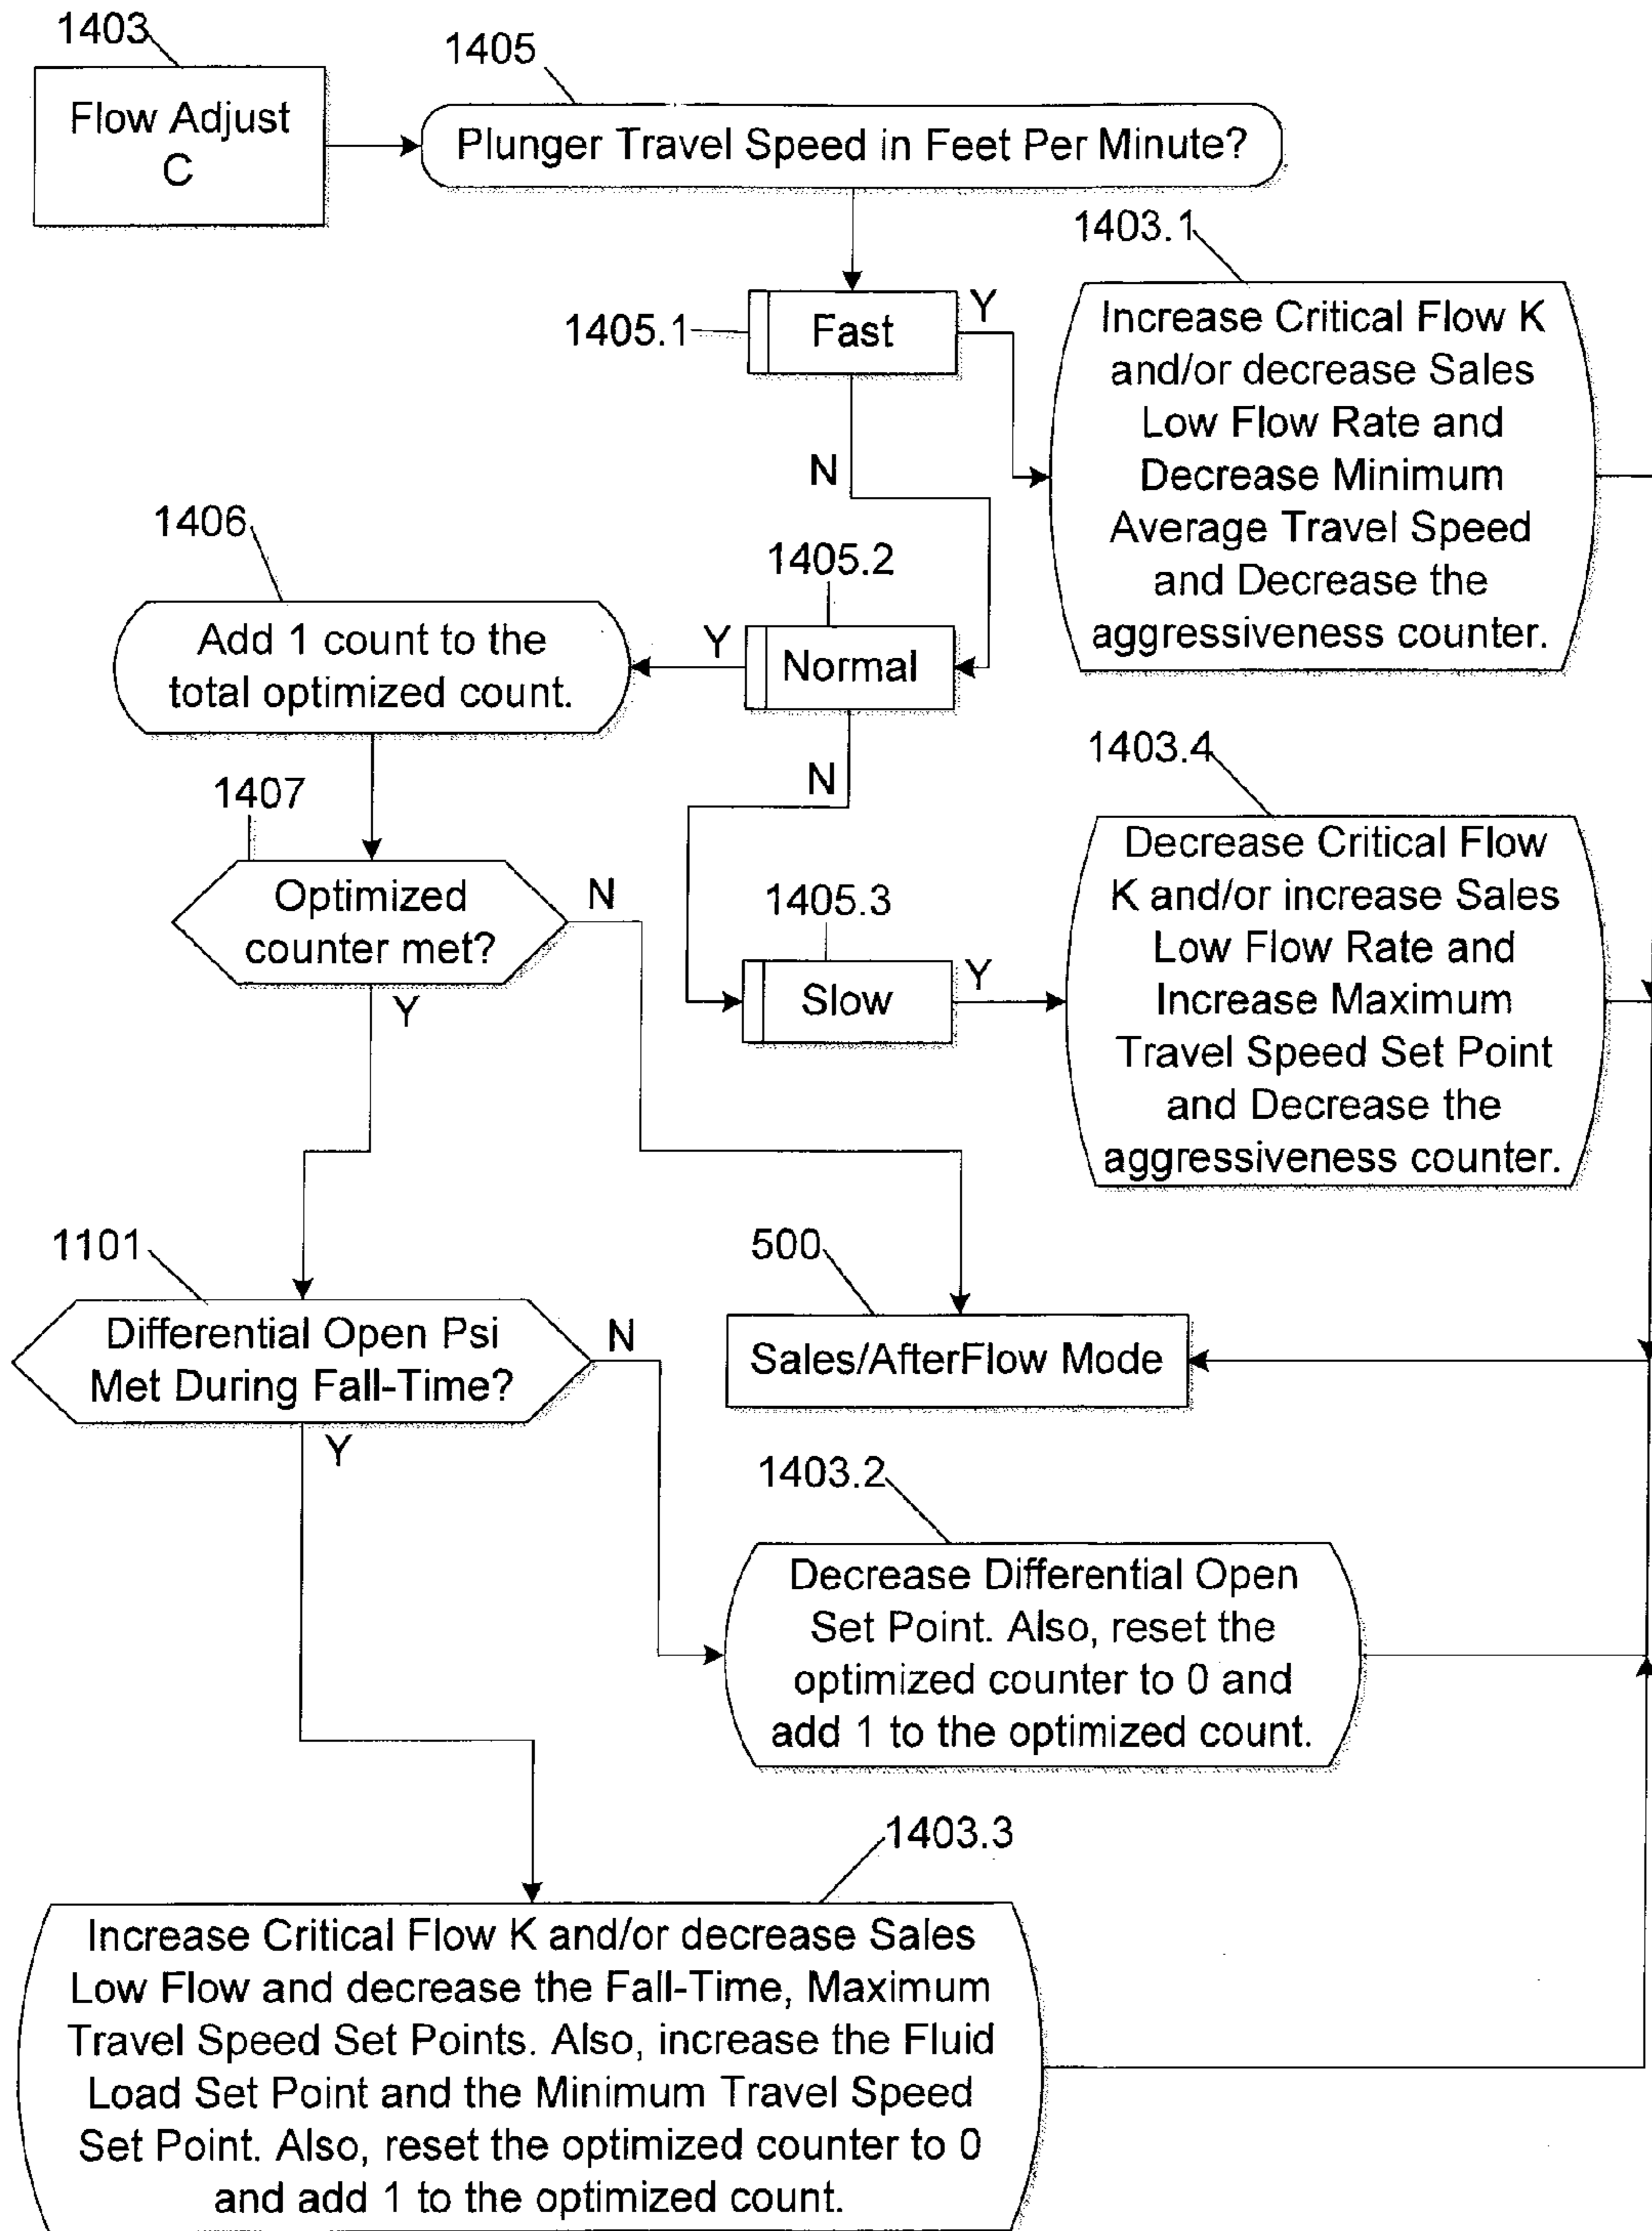 1403
Flow Adjust
C
1405
Plunger Travel Speed in Feet Per Minute?
1405.1
Fast
Y
N
1403.1
Increase Critical Flow K
and/or decrease Sales
Low Flow Rate and
Decrease Minimum
Average Travel Speed
and Decrease the
aggressiveness counter.
1406
Add 1 count to the
total optimized count.
1405.2
Y
Normal
N
1407
Optimized
counter met?
N
Y
1405.3
Slow
Y
1403.4
Decrease Critical Flow
K and/or increase Sales
Low Flow Rate and
Increase Maximum
Travel Speed Set Point
and Decrease the
aggressiveness counter.
1101
Differential Open Psi
Met During Fall-Time?
N
Y
500
Sales/AfterFlow Mode
1403.2
Decrease Differential Open
Set Point. Also, reset the
optimized counter to 0 and
add 1 to the optimized count.
1403.3
Increase Critical Flow K and/or decrease Sales
Low Flow and decrease the Fall-Time, Maximum
Travel Speed Set Points. Also, increase the Fluid
Load Set Point and the Minimum Travel Speed
Set Point. Also, reset the optimized counter to 0
and add 1 to the optimized count.